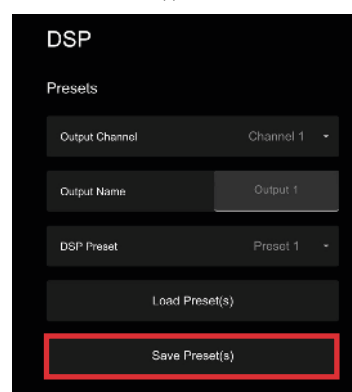 DSP
Presets
Output Channel Channel 1
Output Name Output 1
DSP Preset Preset 1
Load Preset(s)
Save Preset(s)